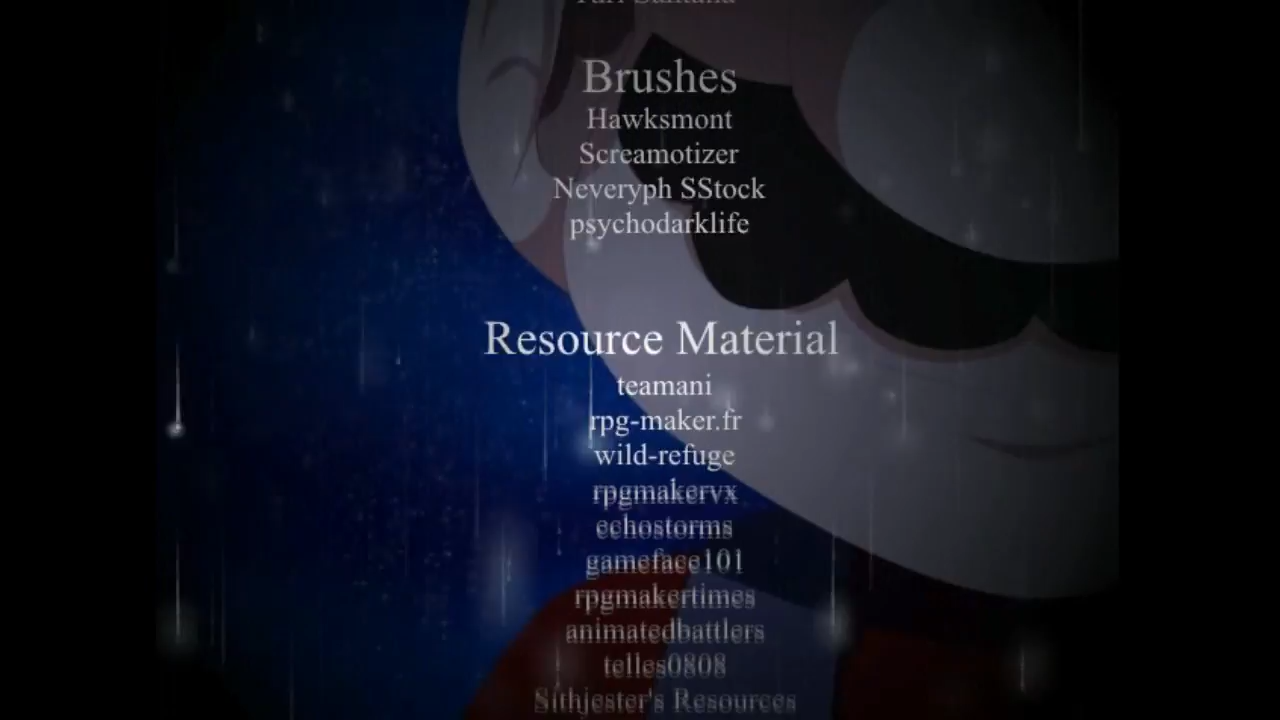 Brushes
Hawksmont
Screamotizer
Neveryph SStock
psychodarklife
Resource Material
teamani
rpg-maker.fr
wild-refuge
rpgmakervx
echostorms
gameface101
rpgmakertimes
animatedbattlers
telles0808
Sithjester's Resources